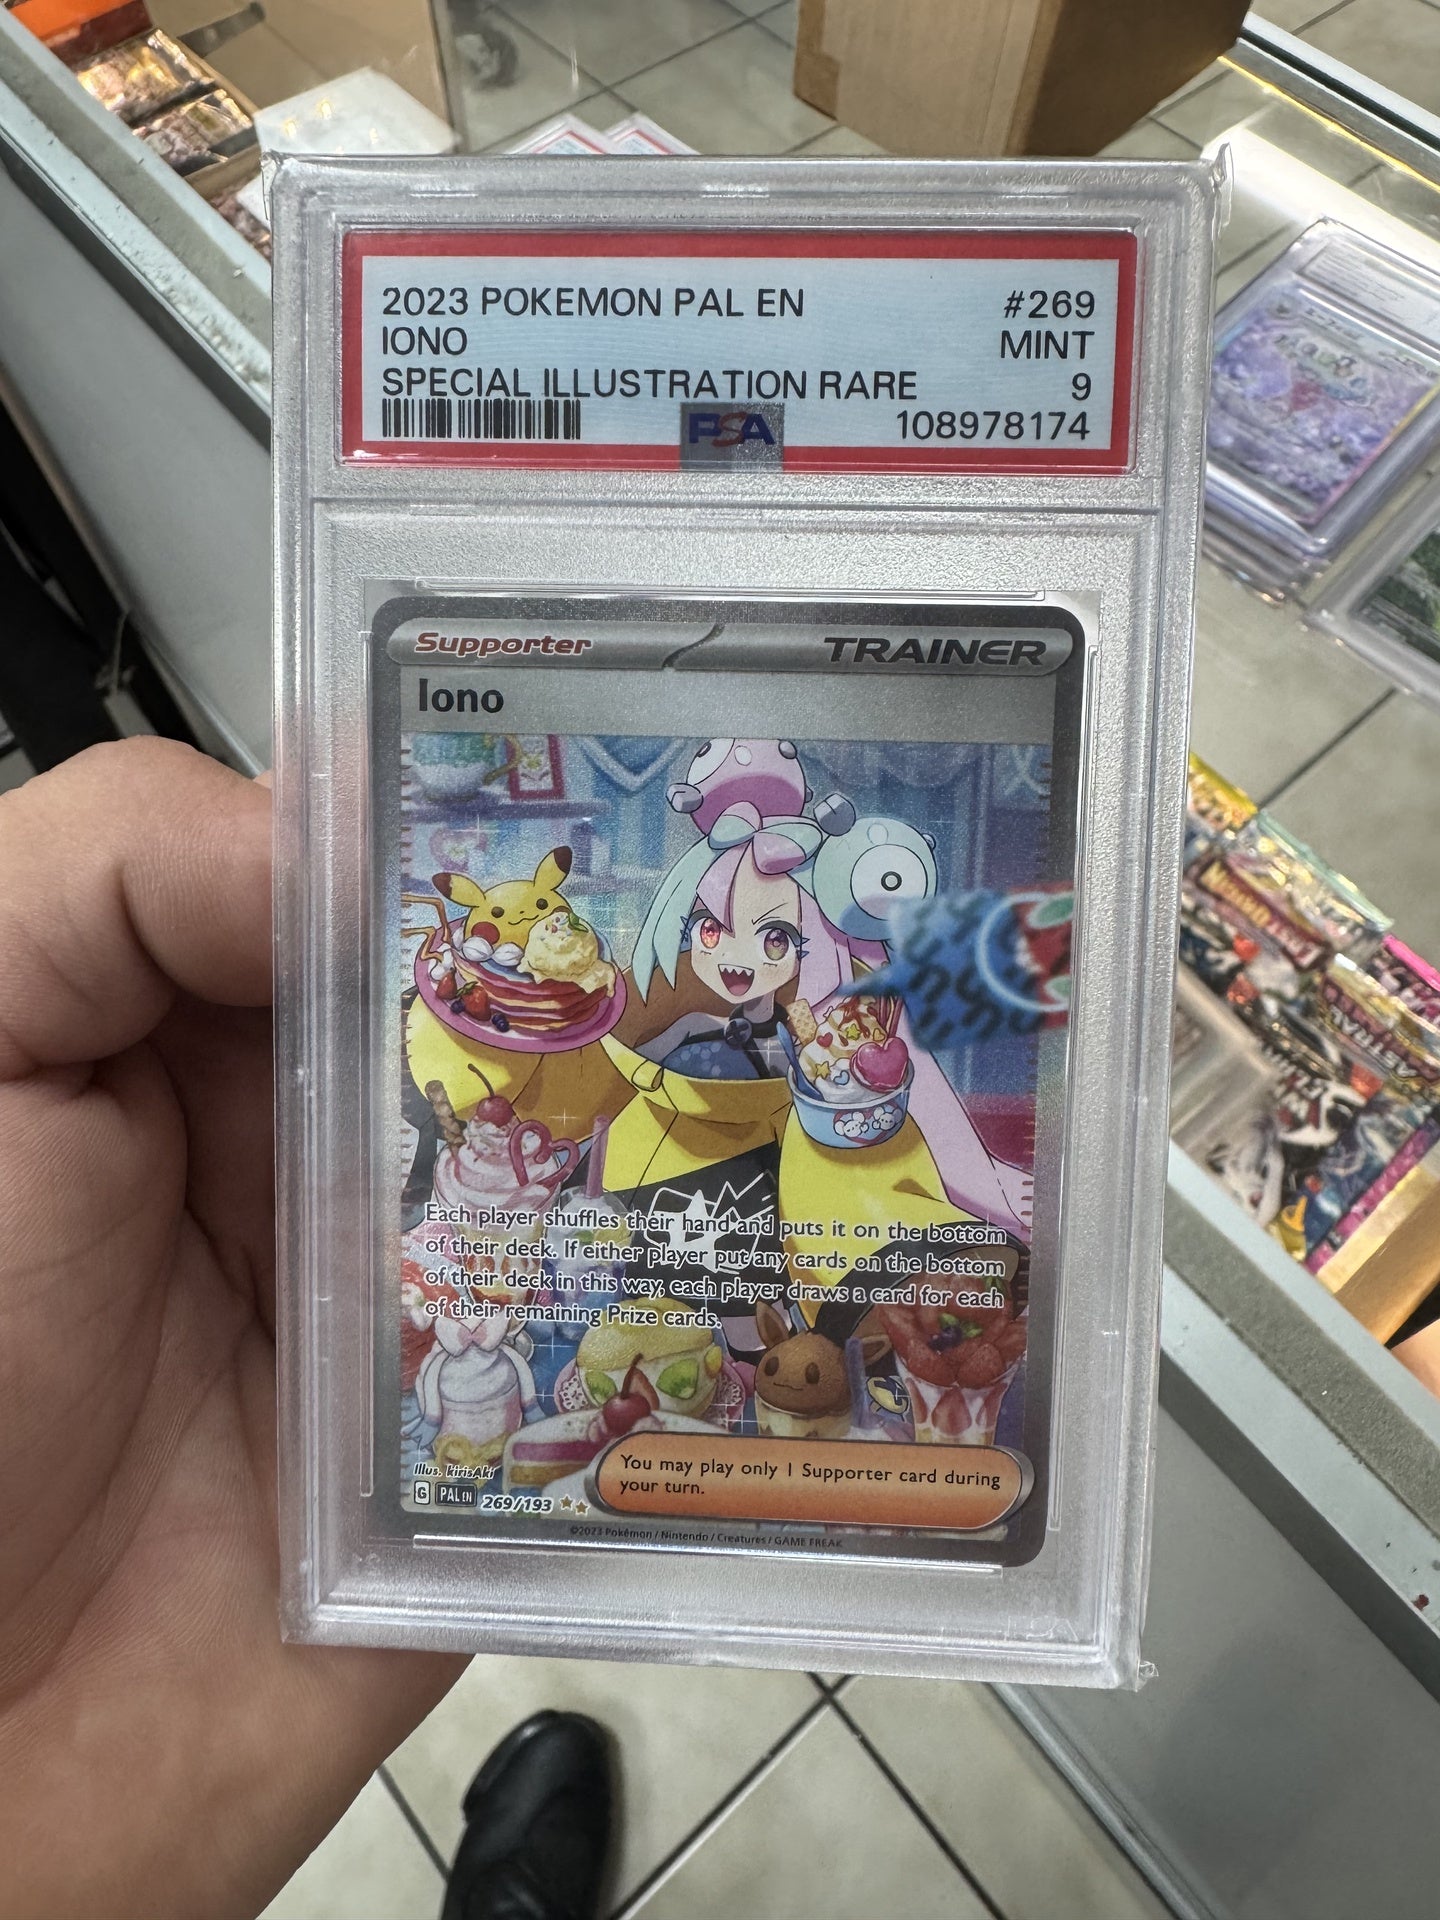 2023 POKEMON PAL EN #269
IONO MINT
SPECIAL ILLUSTRATION RARE 9
PSA 108978174
Supporter TRAINER
Iono
Each player shuffles their hand and puts it on the bottom
of their deck. If either player put any cards on the bottom
of their deck in this way, each player draws a card for each
of their remaining Prize cards.
You may play only 1 Supporter card during
your turn.
Illus. kirisAki
G PAL EN 269/193
©2023 Pokémon / Nintendo / Creatures / GAME FREAK